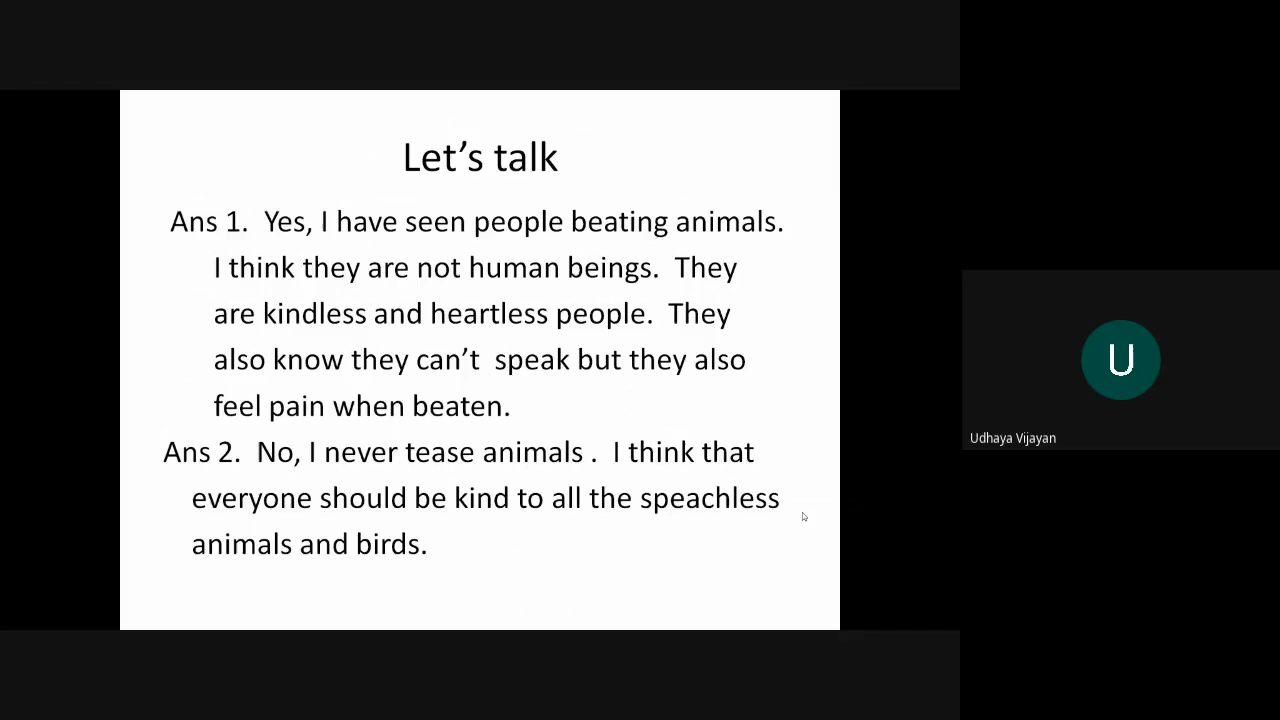 Let's talk
Ans 1.  Yes, I have seen people beating animals.
I think they are not human beings.  They
are kindless and heartless people.  They
also know they can't  speak but they also
feel pain when beaten.
Ans 2.  No, I never tease animals .  I think that
everyone should be kind to all the speachless
animals and birds.
U
Udhaya Vijayan